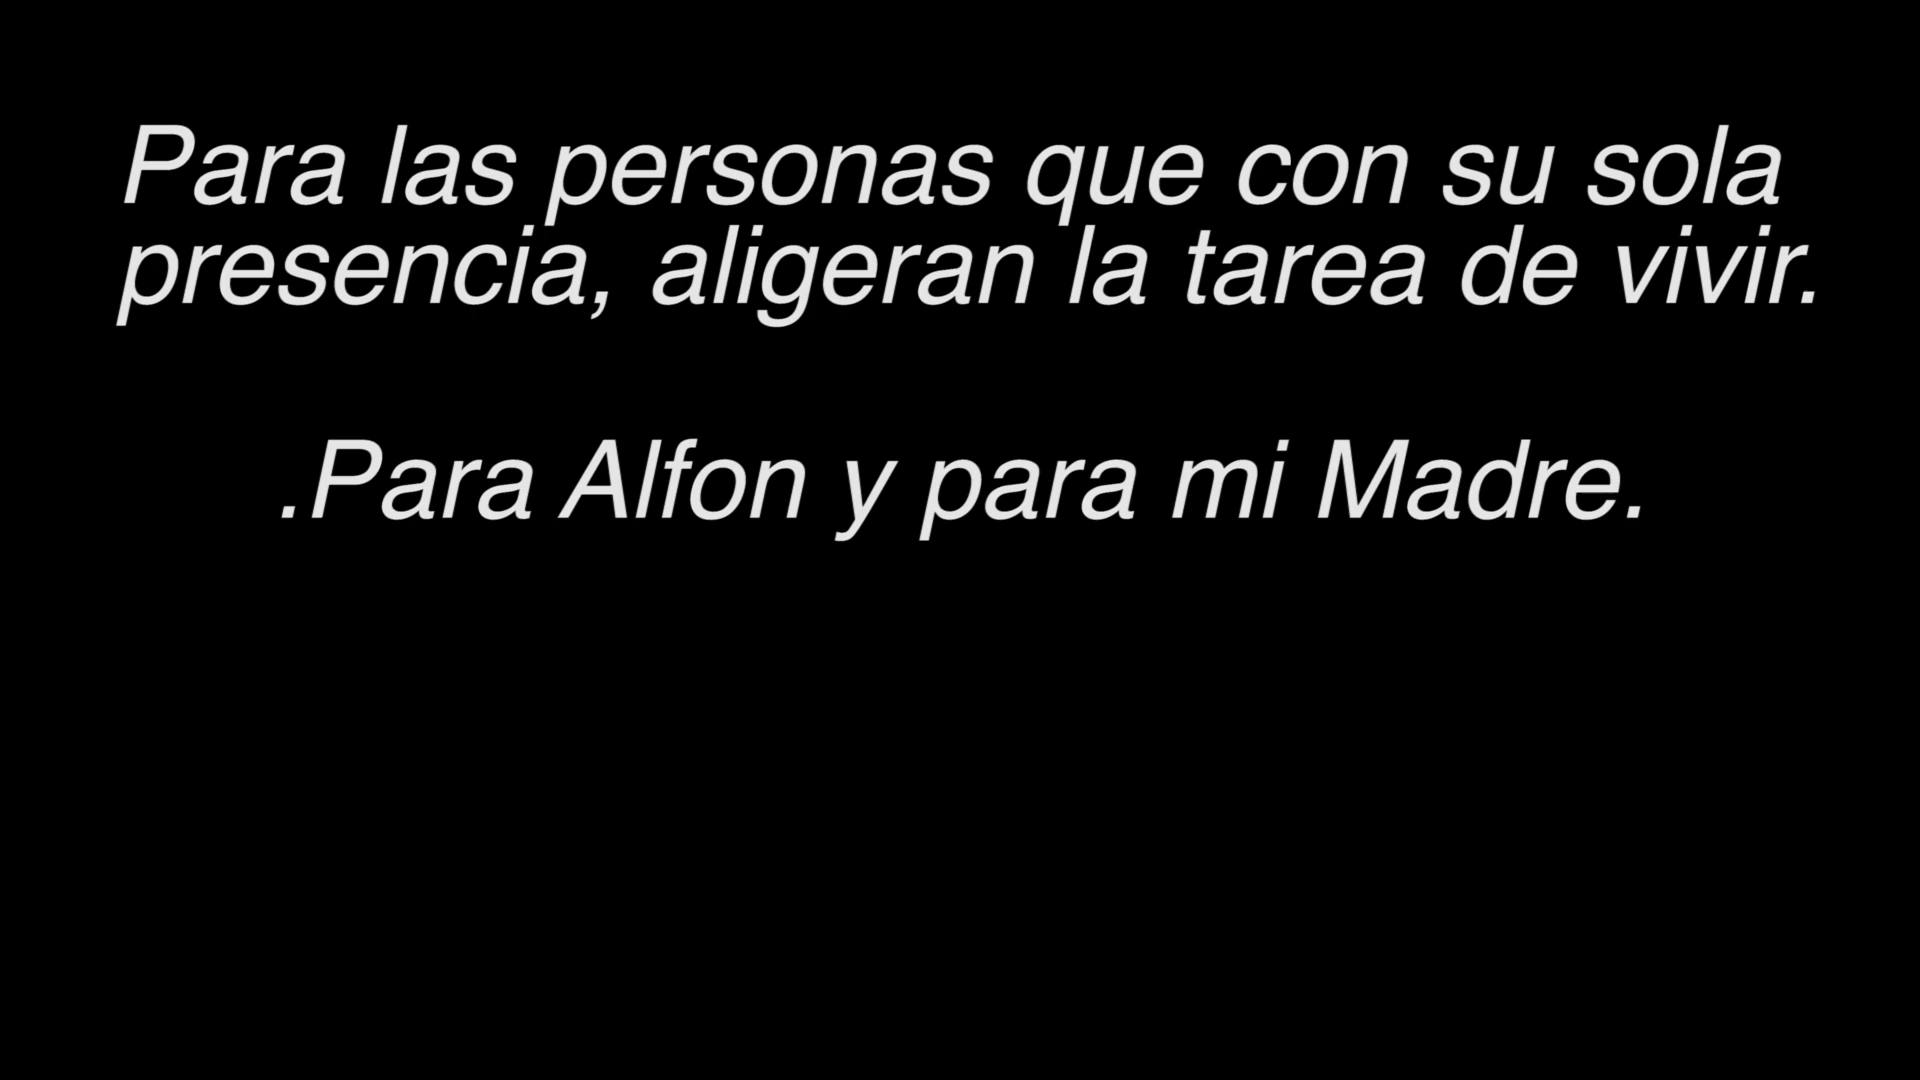 Para las personas que con su sola
presencia, aligeran la tarea de vivir.
.Para Alfon y para mi Madre.